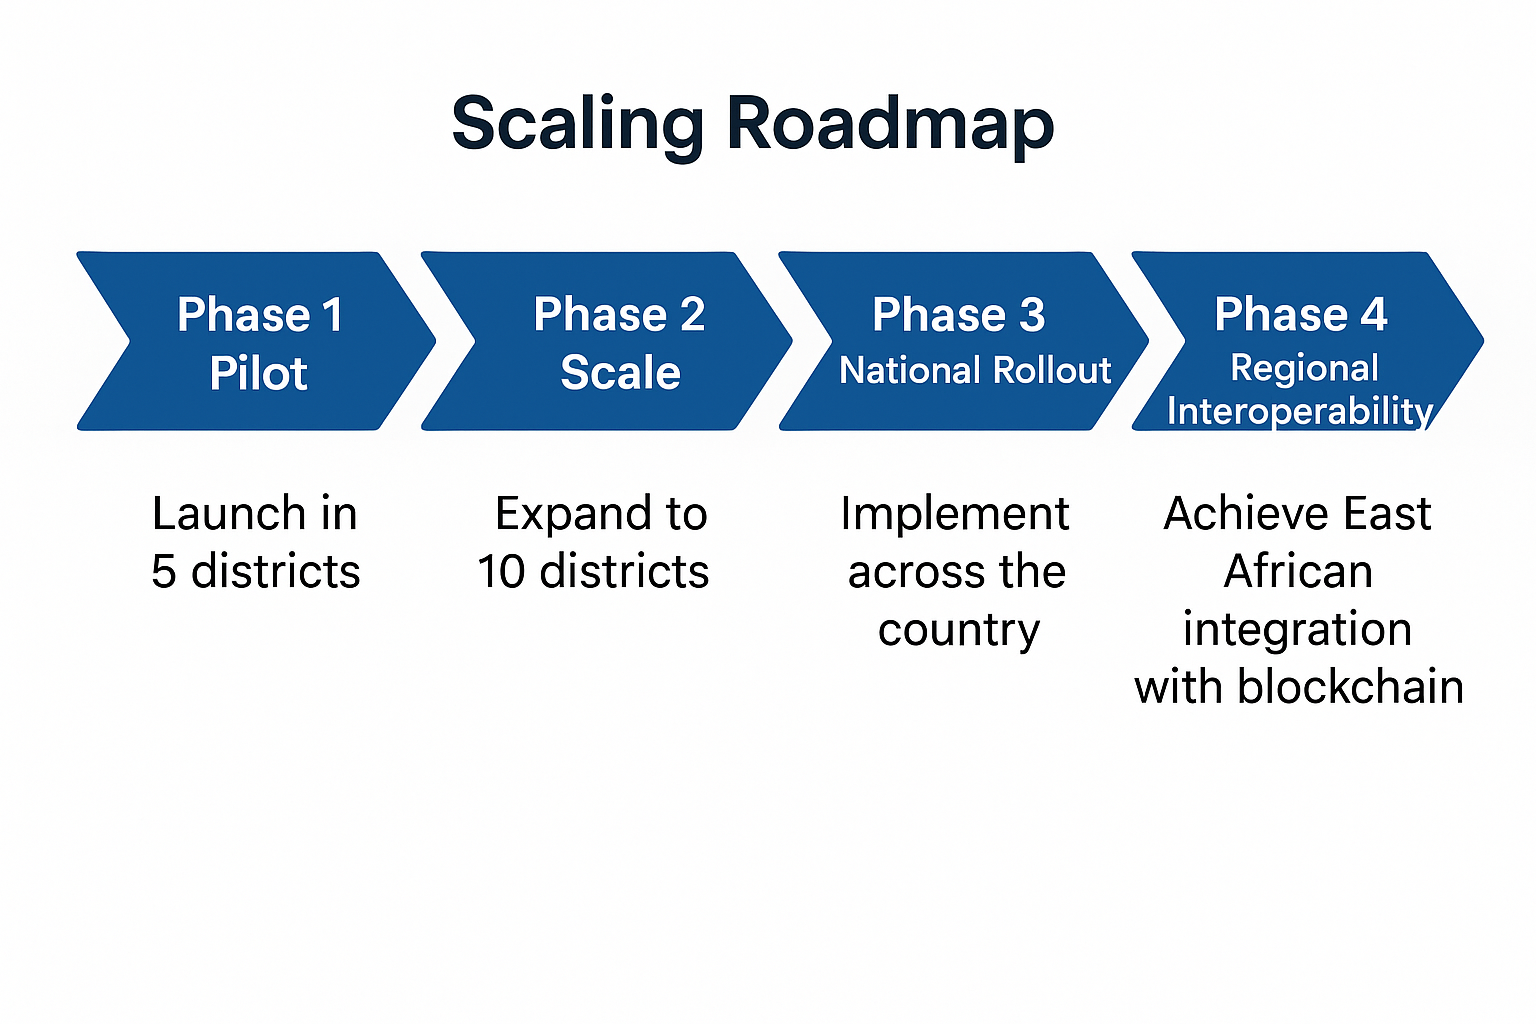 Scaling Roadmap
Phase 1
Pilot
Launch in
5 districts
Phase 2
Scale
Expand to
10 districts
Phase 3
National Rollout
Implement
across the
country
Phase 4
Regional
Interoperability
Achieve East
African
integration
with blockchain